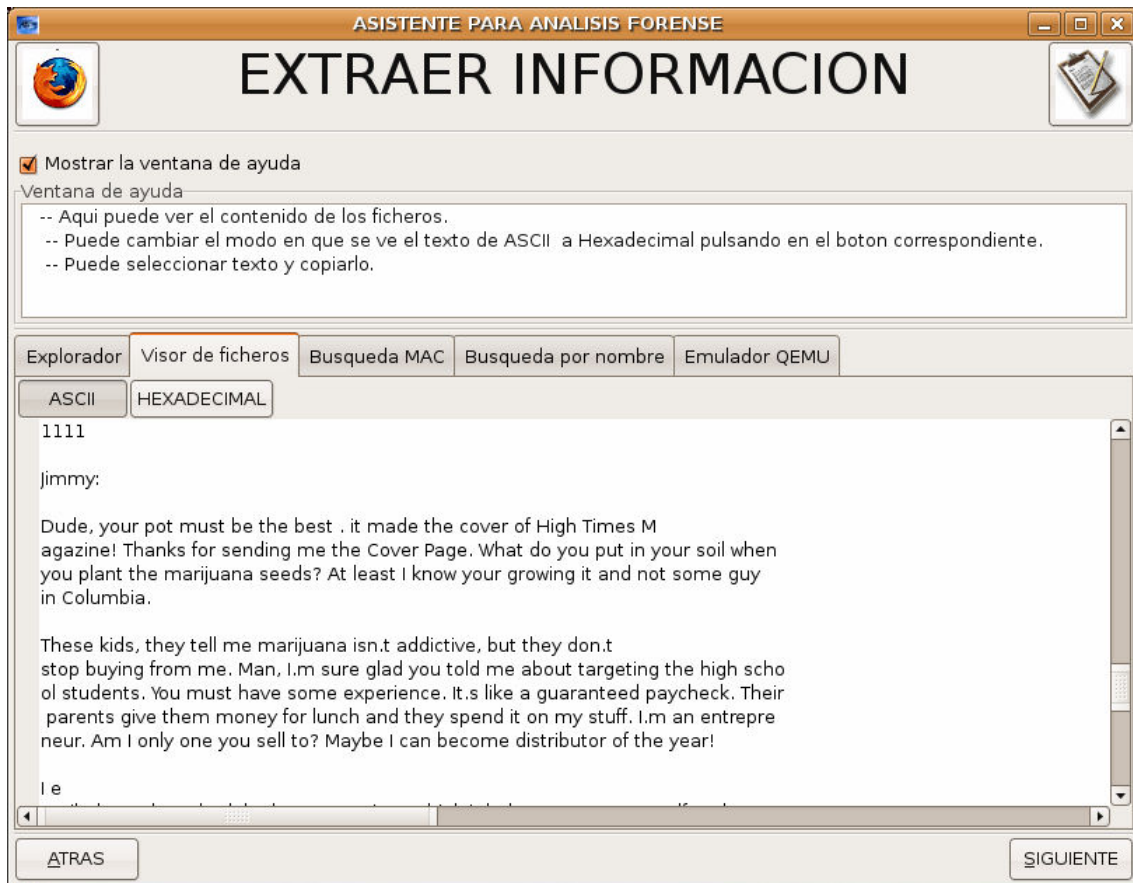 ASISTENTE PARA ANALISIS FORENSE
EXTRAER INFORMACION
Mostrar la ventana de ayuda
Ventana de ayuda
-- Aqui puede ver el contenido de los ficheros.
-- Puede cambiar el modo en que se ve el texto de ASCII a Hexadecimal pulsando en el boton correspondiente.
-- Puede seleccionar texto y copiarlo.
Explorador Visor de ficheros Busqueda MAC Busqueda por nombre Emulador QEMU
ASCII HEXADECIMAL
1111
Jimmy:
Dude, your pot must be the best . it made the cover of High Times M
agazine! Thanks for sending me the Cover Page. What do you put in your soil when
you plant the marijuana seeds? At least I know your growing it and not some guy
in Columbia.
These kids, they tell me marijuana isn.t addictive, but they don.t
stop buying from me. Man, I.m sure glad you told me about targeting the high scho
ol students. You must have some experience. It.s like a guaranteed paycheck. Their
parents give them money for lunch and they spend it on my stuff. I.m an entrepre
neur. Am I only one you sell to? Maybe I can become distributor of the year!
I e
ATRAS SIGUIENTE